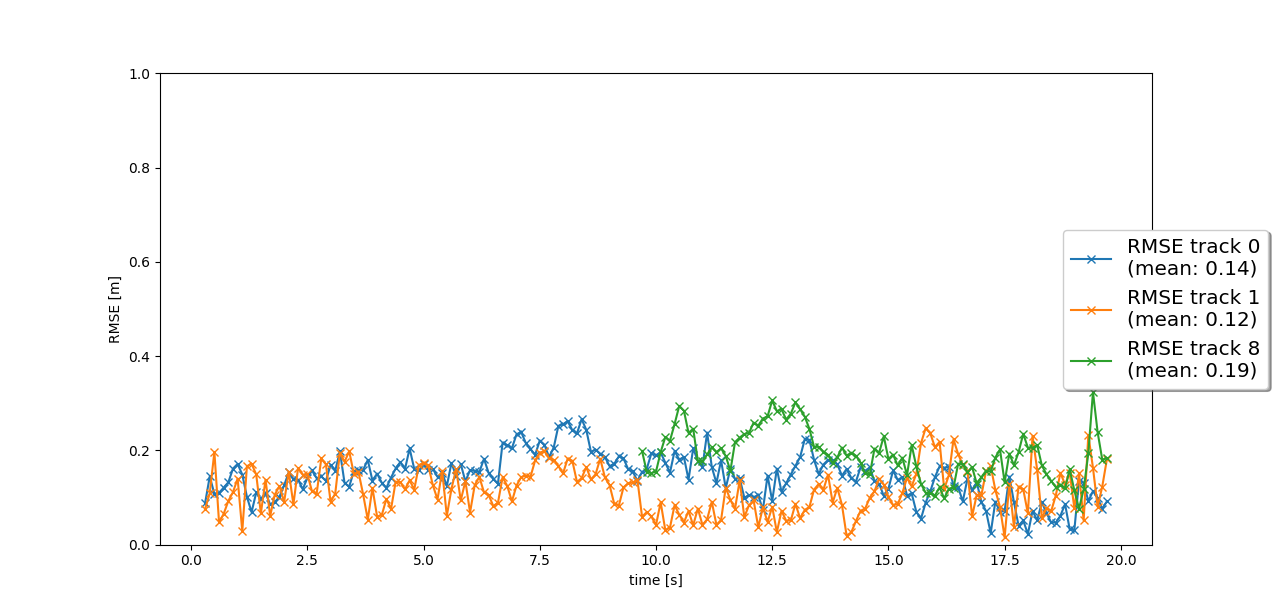 1.0
0.8
0.6
0.4
0.2
0.0
RMSE [m]
0.0 2.5 5.0 7.5 10.0 12.5 15.0 17.5 20.0
time [s]
RMSE track 0
(mean: 0.14)
RMSE track 1
(mean: 0.12)
RMSE track 8
(mean: 0.19)